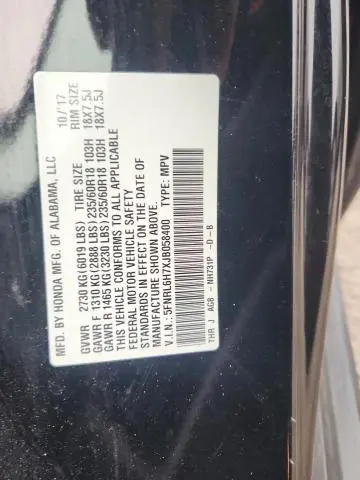 MFD. BY HONDA MFG. OF ALABAMA, LLC 10/'17
TIRE SIZE RIM SIZE
GVWR 2730 KG(6019 LBS)
GAWR F 1310 KG(2888 LBS) 235/60R18 103H 18X7.5J
GAWR R 1465 KG(3230 LBS) 235/60R18 103H 18X7.5J
THIS VEHICLE CONFORMS TO ALL APPLICABLE
FEDERAL MOTOR VEHICLE SAFETY
STANDARDS IN EFFECT ON THE DATE OF
MANUFACTURE SHOWN ABOVE.
V.I.N.: 5FNRL6H7XJB058400 TYPE: MPV
THR J AG8 - NH731P -D-B